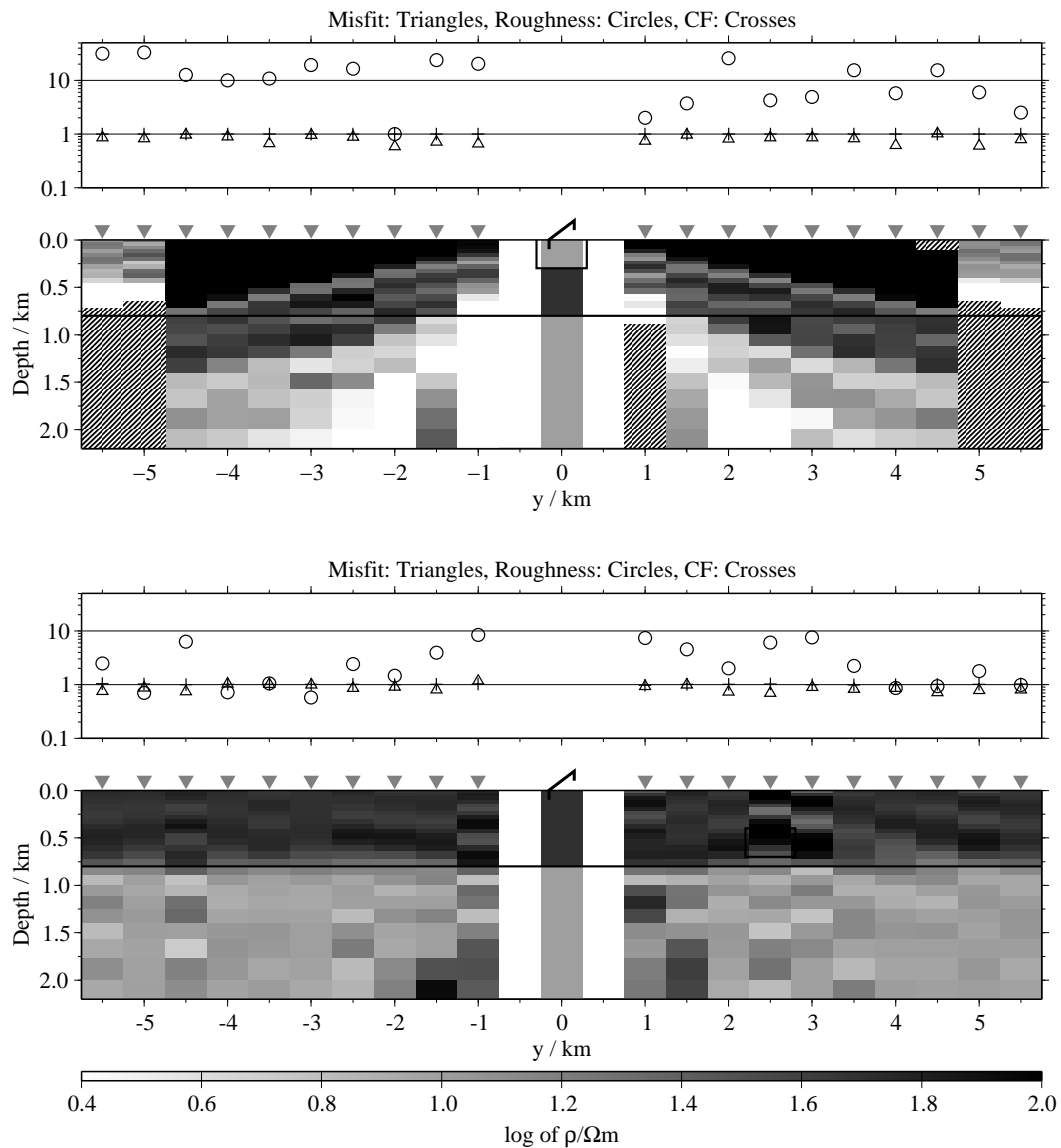 Misfit: Triangles, Roughness: Circles, CF: Crosses
10
1
0.1
0.0
0.5
1.0
1.5
2.0
Depth / km
−5 −4 −3 −2 −1 0 1 2 3 4 5
y / km
Misfit: Triangles, Roughness: Circles, CF: Crosses
10
1
0.1
0.0
0.5
1.0
1.5
2.0
Depth / km
-5 -4 -3 -2 -1 0 1 2 3 4 5
y / km
0.4 0.6 0.8 1.0 1.2 1.4 1.6 1.8 2.0
log of ρ/Ωm